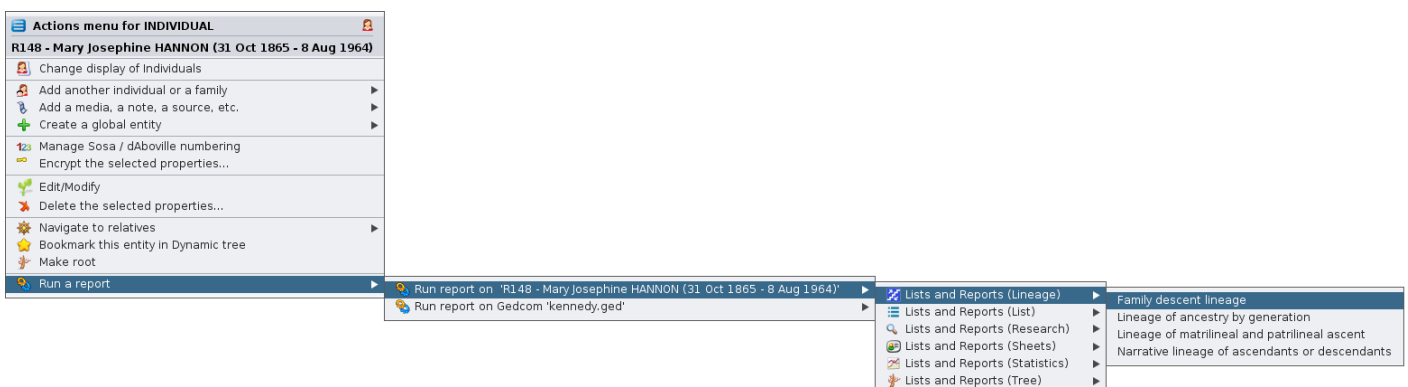 Actions menu for INDIVIDUAL
R148 - Mary Josephine HANNON (31 Oct 1865 - 8 Aug 1964)
Change display of Individuals
Add another individual or a family
Add a media, a note, a source, etc.
Create a global entity
123 Manage Sosa / dAboville numbering
Encrypt the selected properties...
Edit/Modify
Delete the selected properties...
Navigate to relatives
Bookmark this entity in Dynamic tree
Make root
Run a report
Run report on 'R148 - Mary Josephine HANNON (31 Oct 1865 - 8 Aug 1964)'
Run report on Gedcom 'kennedy.ged'
Lists and Reports (Lineage)
Lists and Reports (List)
Lists and Reports (Research)
Lists and Reports (Sheets)
Lists and Reports (Statistics)
Lists and Reports (Tree)
Family descent lineage
Lineage of ancestry by generation
Lineage of matrilineal and patrilineal ascent
Narrative lineage of ascendants or descendants